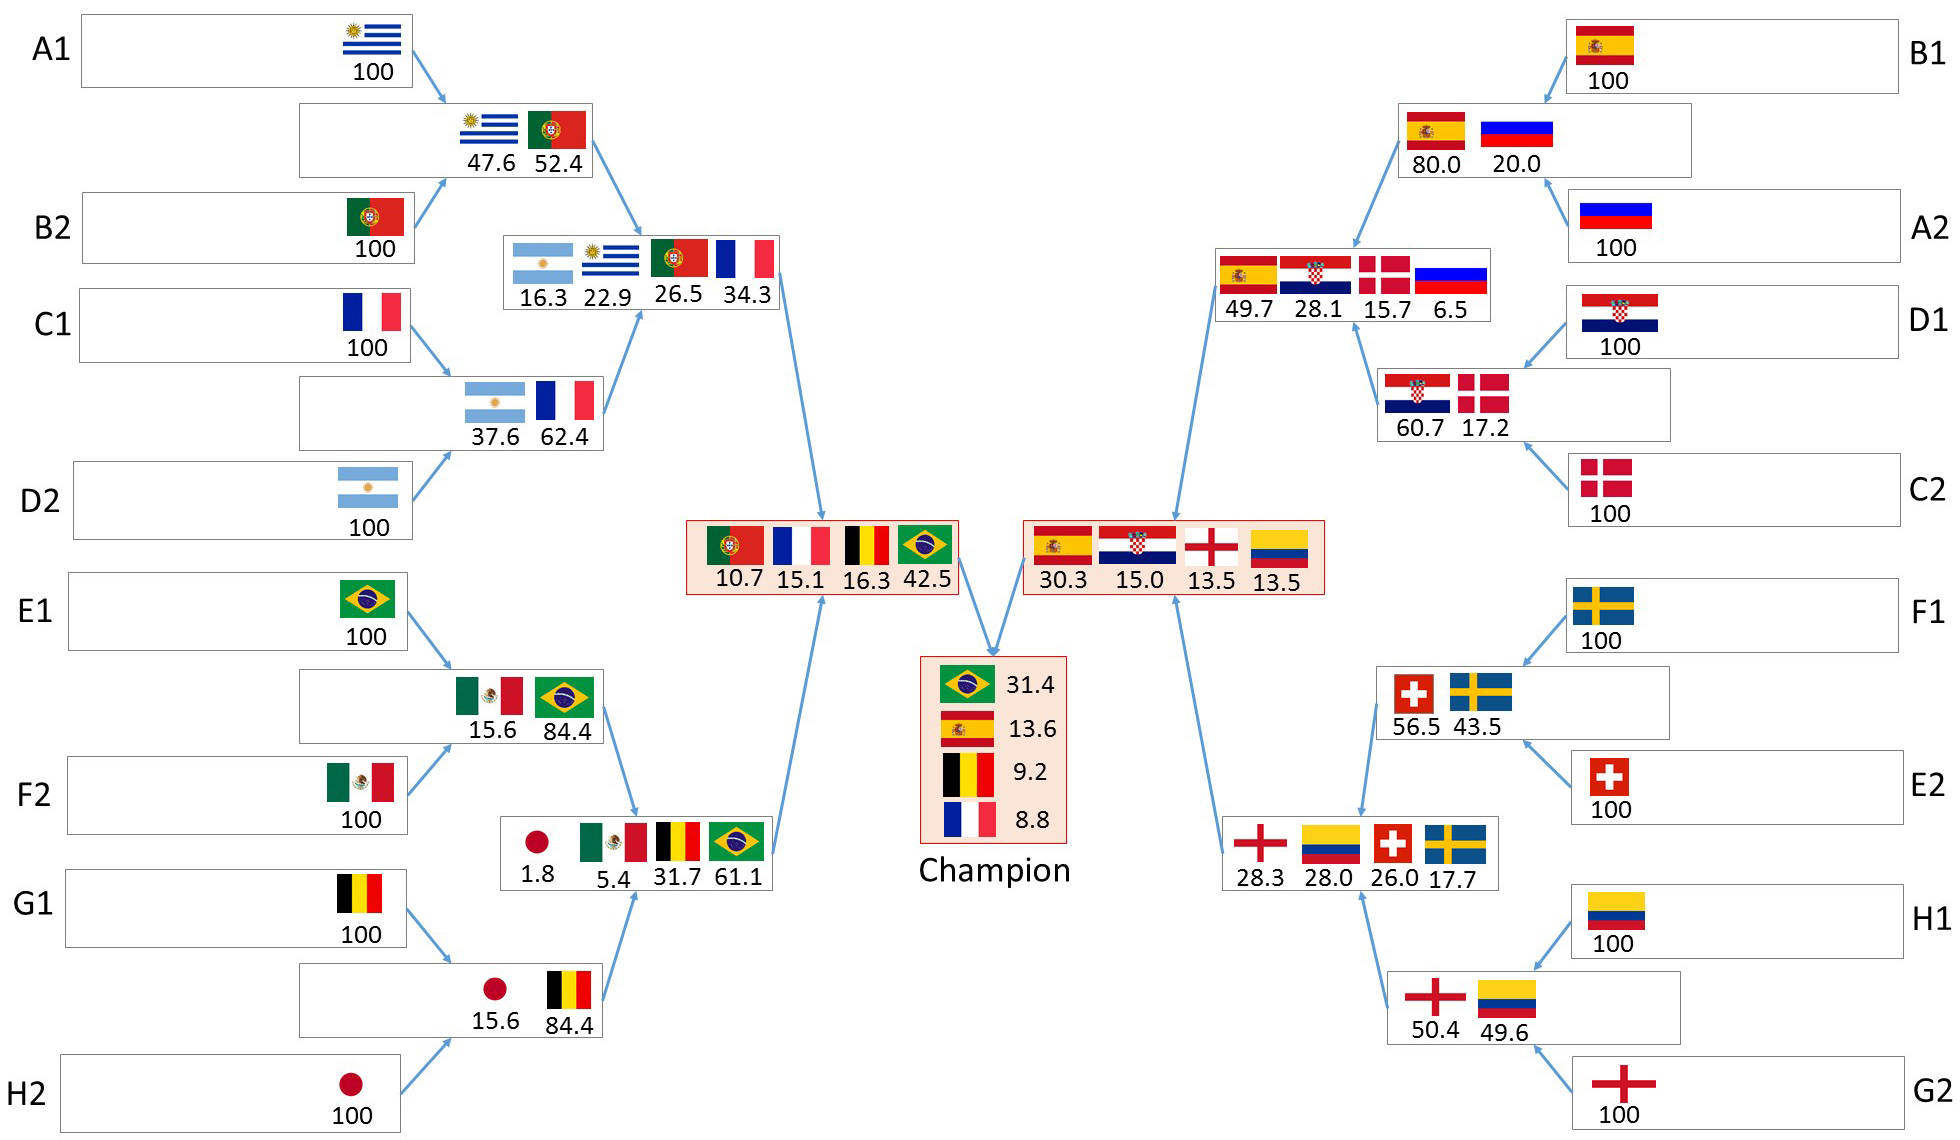 A1
100
47.6 52.4
B2
100
16.3 22.9 26.5 34.3
C1
100
37.6 62.4
D2
100
10.7 15.1 16.3 42.5
E1
100
15.6 84.4
F2
100
1.8 5.4 31.7 61.1
G1
100
15.6 84.4
H2
100
31.4
13.6
9.2
8.8
Champion
B1
100
80.0 20.0
A2
100
49.7 28.1 15.7 6.5
D1
100
60.7 17.2
C2
100
30.3 15.0 13.5 13.5
F1
100
56.5 43.5
E2
100
28.3 28.0 26.0 17.7
H1
100
50.4 49.6
G2
100